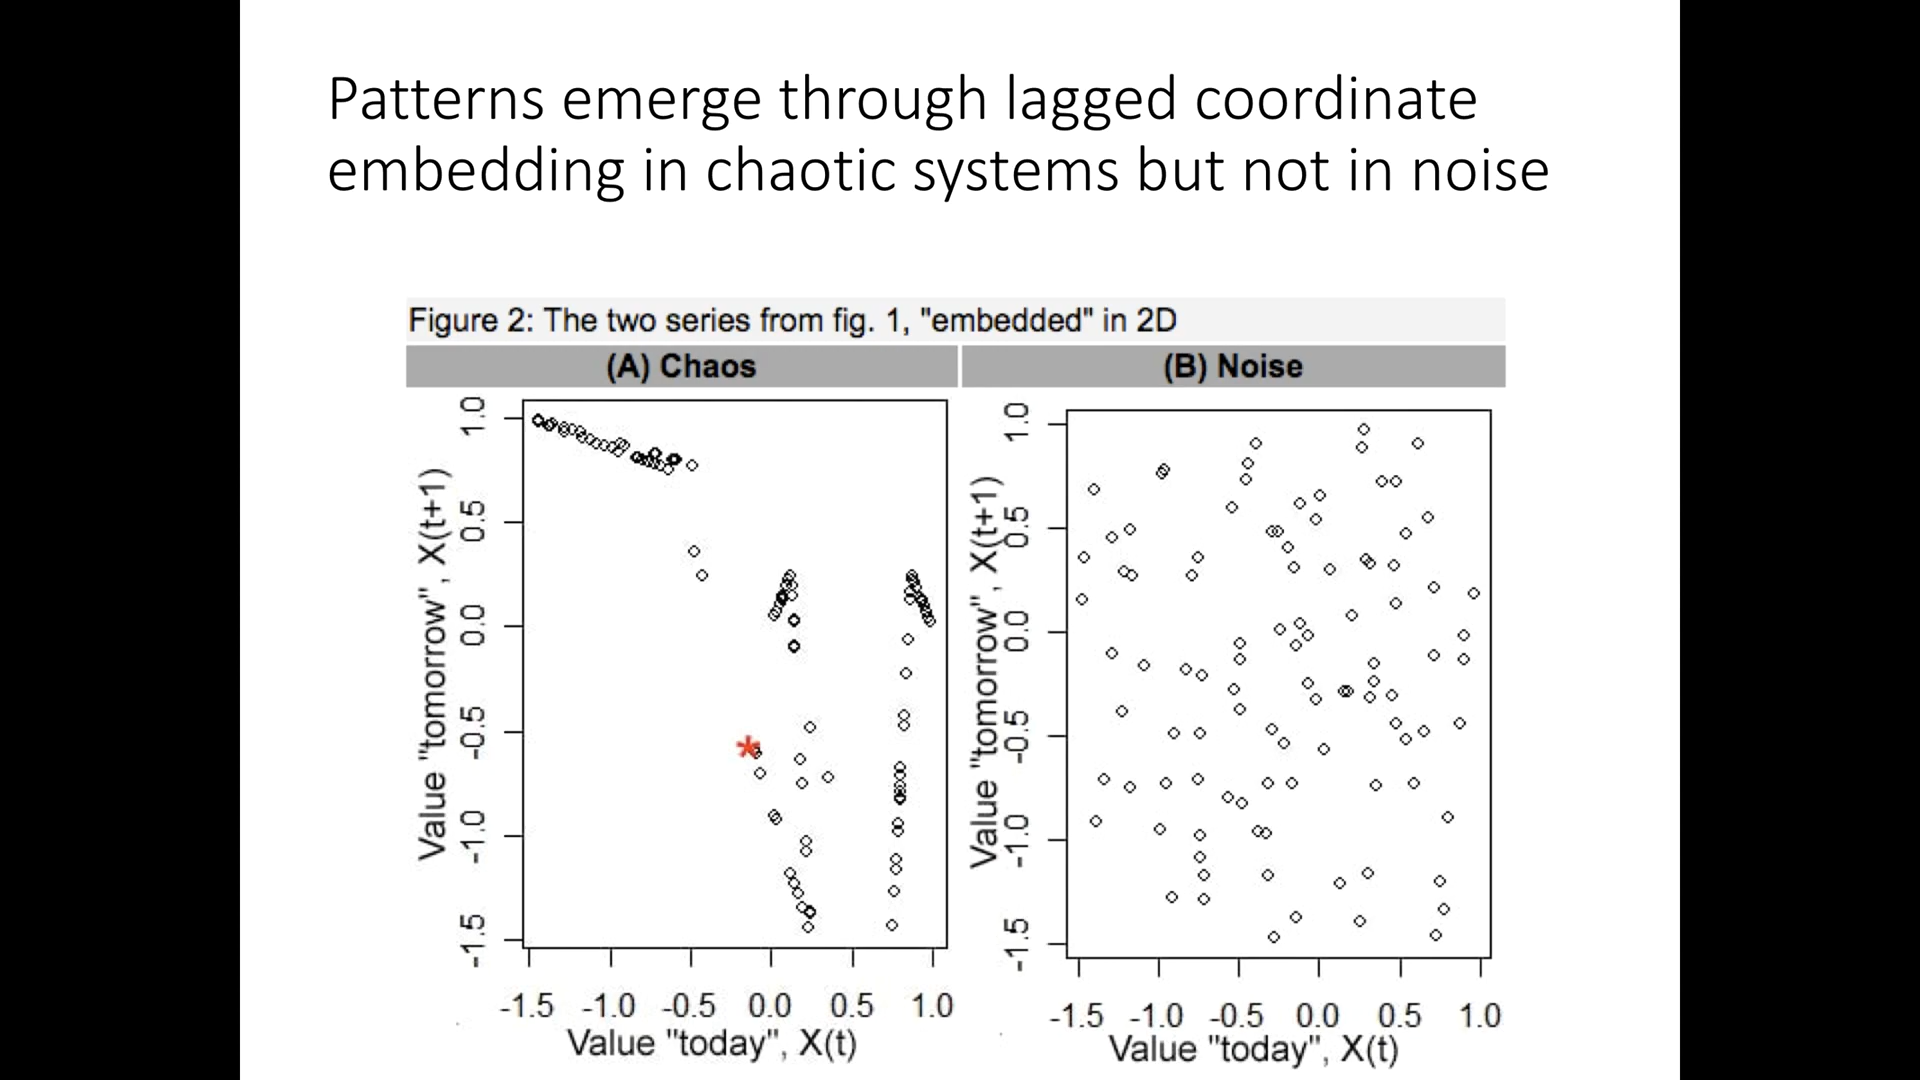 Patterns emerge through lagged coordinate
embedding in chaotic systems but not in noise
Figure 2: The two series from fig. 1, "embedded" in 2D
(A) Chaos
(B) Noise
Value "tomorrow", X(t+1)
1.0
0.5
0.0
-0.5
-1.0
-1.5
-1.5 -1.0 -0.5 0.0 0.5 1.0
Value "today", X(t)
Value "tomorrow", X(t+1)
1.0
0.5
0.0
-0.5
-1.0
-1.5
-1.5 -1.0 -0.5 0.0 0.5 1.0
Value "today", X(t)